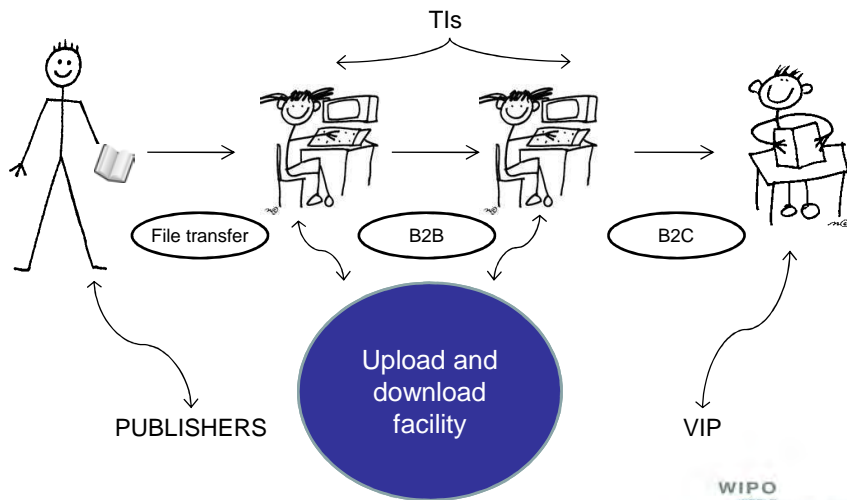 TIs
File transfer
B2B
B2C
Upload and
download
facility
PUBLISHERS
VIP
WIPO